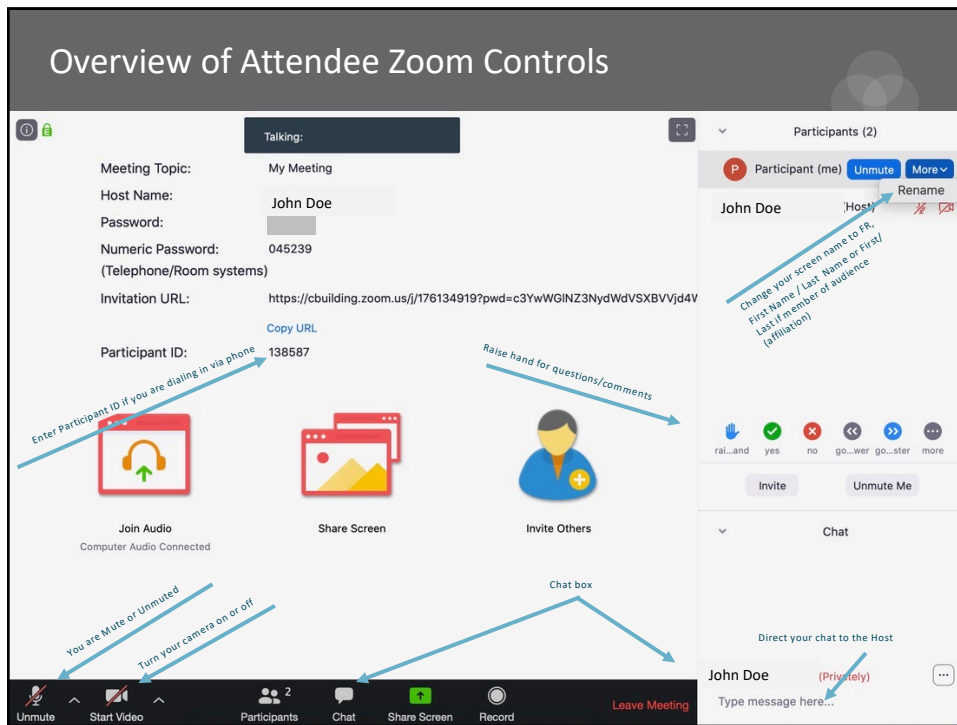 Overview of Attendee Zoom Controls
Talking:
Meeting Topic: My Meeting
Host Name: John Doe
Password:
Numeric Password: 045239
(Telephone/Room systems)
Invitation URL: https://cbuilding.zoom.us/j/176134919?pwd=c3YwWGlNZ3NydWdVSXBVVjd4W
Copy URL
Participant ID: 138587
Enter Participant ID if you are dialing in via phone
Raise hand for questions/comments
Join Audio
Computer Audio Connected
Share Screen
Invite Others
You are Mute or Unmuted
Turn your camera on or off
Chat box
Unmute
Start Video
2
Participants
Chat
Share Screen
Record
Leave Meeting
Participants (2)
P Participant (me) Unmute More
Rename
John Doe (Host)
Change your screen name to FR,
First Name / Last Name or First/
Last if member of audience
(affiliation)
rai...and yes no go...wer go...ster more
Invite Unmute Me
Chat
Direct your chat to the Host
John Doe (Privately) ...
Type message here...